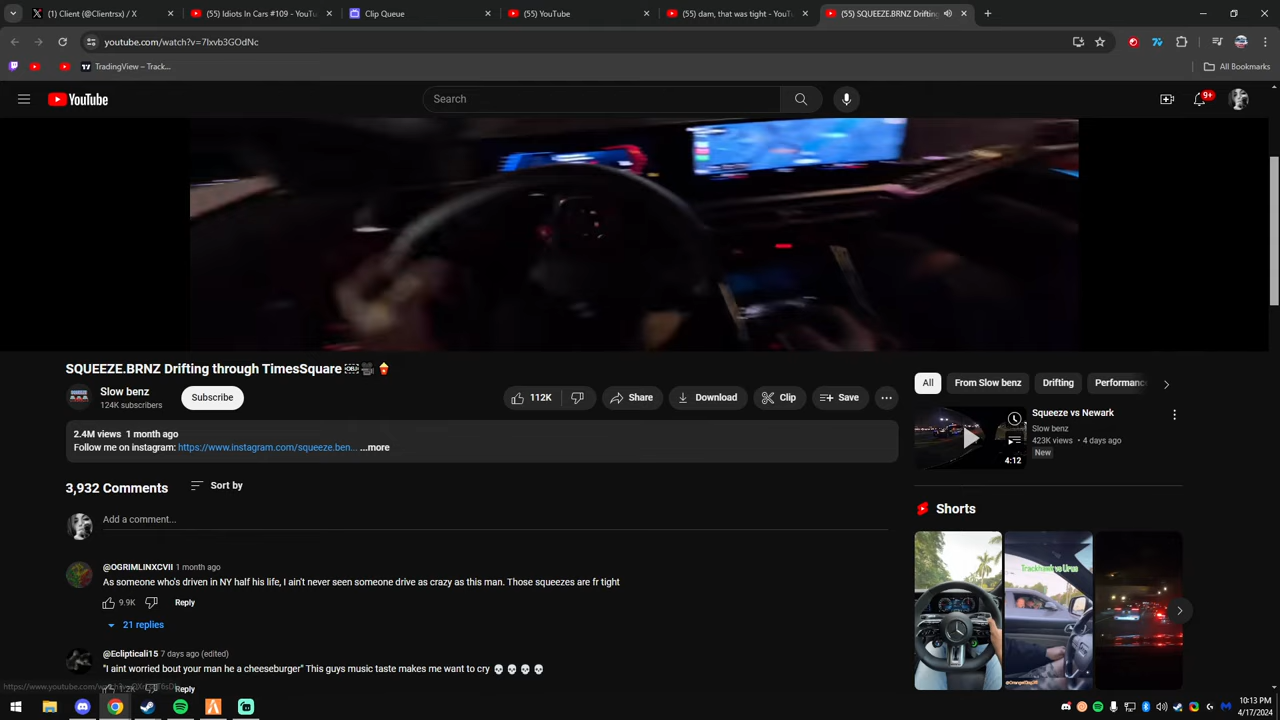 (1) Client (@Clientrsx) / X
(55) Idiots In Cars #109 - YouTu
Clip Queue
(55) YouTube
(55) dam, that was tight - YouTu
(55) SQUEEZE.BRNZ Drifting
youtube.com/watch?v=7lxvb3GOdNc
TradingView – Track...
All Bookmarks
YouTube
Search
9+
SQUEEZE.BRNZ Drifting through TimesSquare
Slow benz
124K subscribers
Subscribe
112K
Share
Download
Clip
Save
2.4M views 1 month ago
Follow me on instagram: https://www.instagram.com/squeeze.ben... ...more
3,932 Comments
Sort by
Add a comment...
@OGRIMLINXCVII 1 month ago
As someone who's driven in NY half his life, I ain't never seen someone drive as crazy as this man. Those squeezes are fr tight
9.9K
Reply
21 replies
@Eclipticali15 7 days ago (edited)
"I aint worried bout your man he a cheeseburger" This guys music taste makes me want to cry 💀 💀 💀 💀
Reply
All
From Slow benz
Drifting
Performanc
Squeeze vs Newark
Slow benz
423K views • 4 days ago
New
4:12
Shorts
Trackhawk vs Urus
10:13 PM
4/17/2024